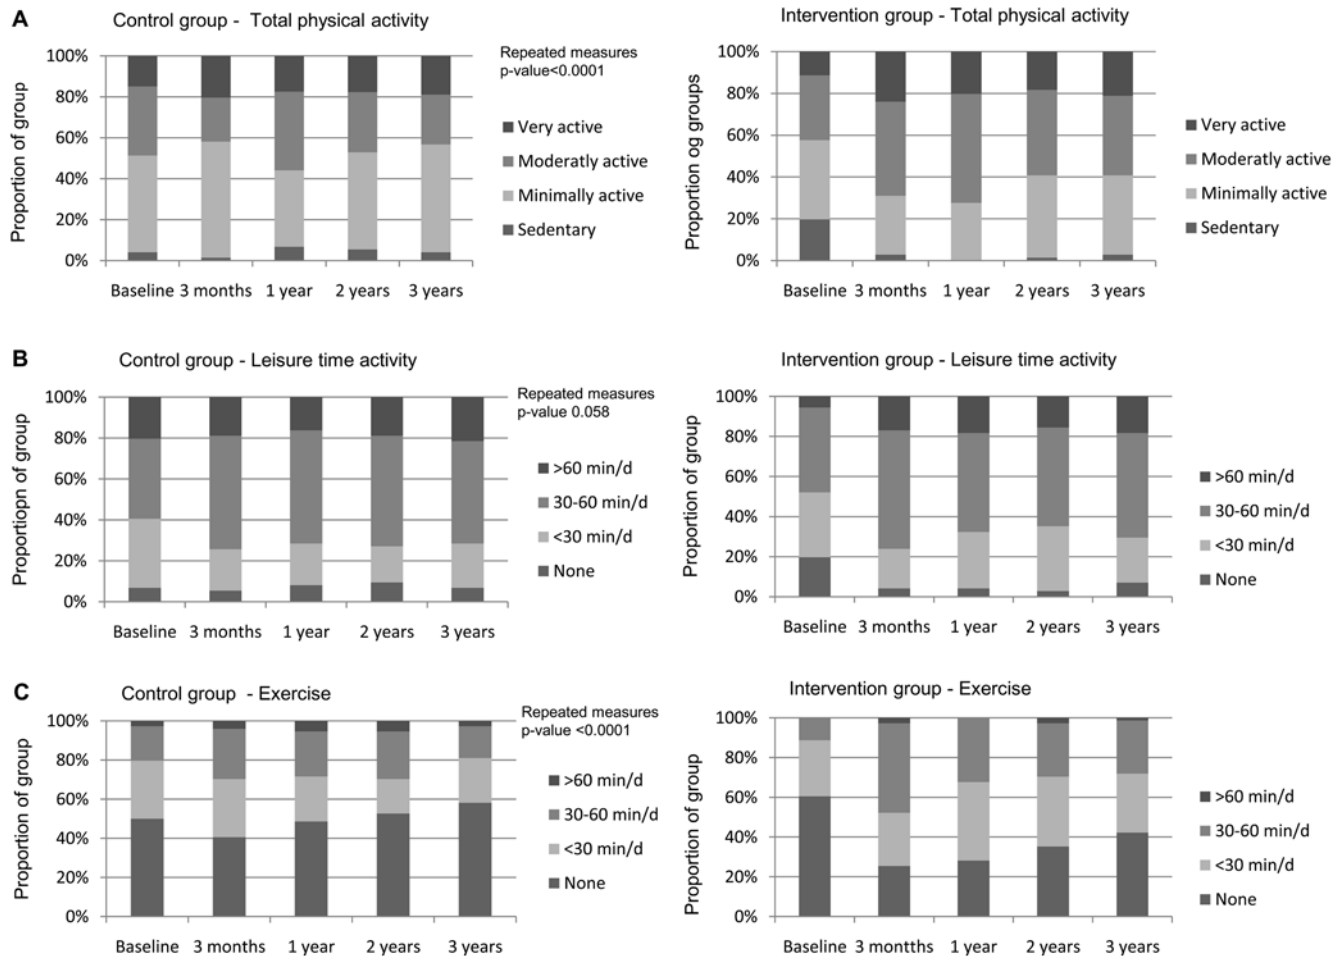 A
Control group - Total physical activity
100%
80%
60%
40%
20%
0%
Proportion of group
Baseline 3 months 1 year 2 years 3 years
Repeated measures
p-value<0.0001
Very active
Moderatly active
Minimally active
Sedentary
Intervention group - Total physical activity
100%
80%
60%
40%
20%
0%
Proportion og groups
Baseline 3 months 1 year 2 years 3 years
Very active
Moderatly active
Minimally active
Sedentary
B
Control group - Leisure time activity
100%
80%
60%
40%
20%
0%
Proportiopn of group
Baseline 3 months 1 year 2 years 3 years
Repeated measures
p-value 0.058
>60 min/d
30-60 min/d
<30 min/d
None
Intervention group - Leisure time activity
100%
80%
60%
40%
20%
0%
Proportion of group
Baseline 3 months 1 year 2 years 3 years
>60 min/d
30-60 min/d
<30 min/d
None
C
Control group - Exercise
100%
80%
60%
40%
20%
0%
Proportion of group
Baseline 3 months 1 year 2 years 3 years
Repeated measures
p-value <0.0001
>60 min/d
30-60 min/d
<30 min/d
None
Intervention group - Exercise
100%
80%
60%
40%
20%
0%
Proportion of group
Baseline 3 montths 1 year 2 years 3 years
>60 min/d
30-60 min/d
<30 min/d
None